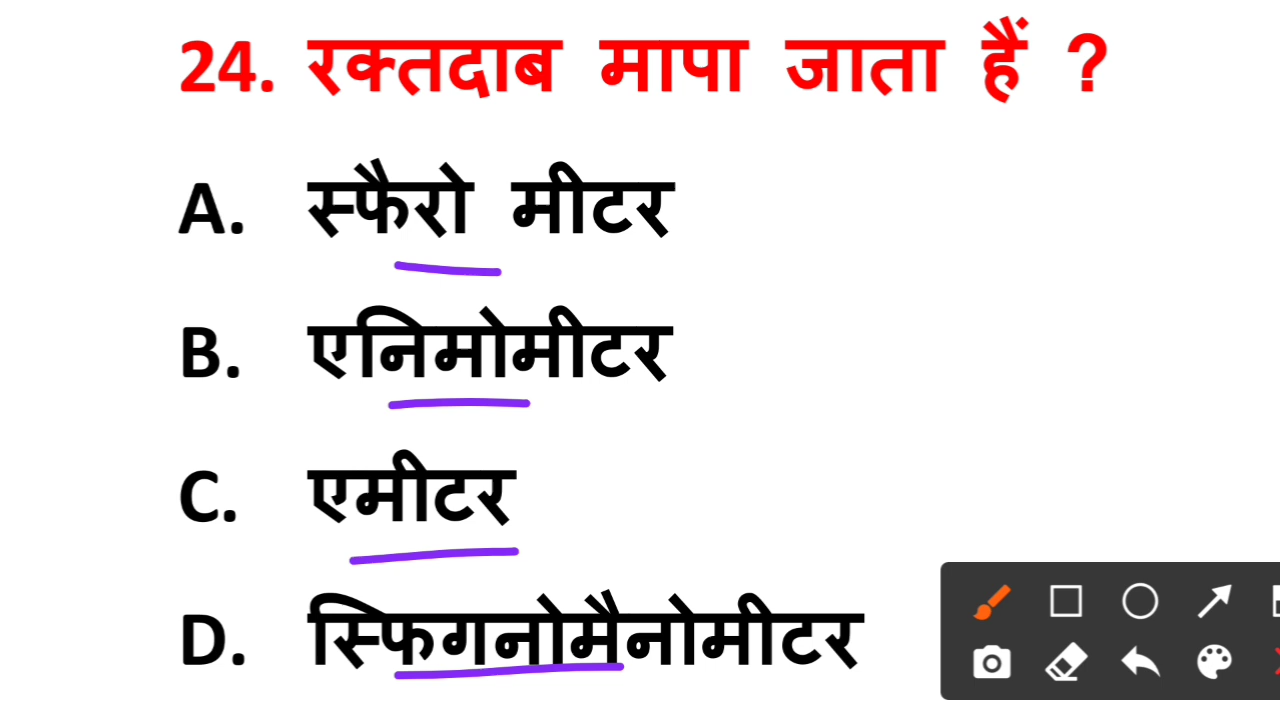 24. रक्तदाब मापा जाता हैं ?
A. स्फैरो मीटर
B. एनिमोमीटर
C. एमीटर
D. स्फिगनोमैनोमीटर